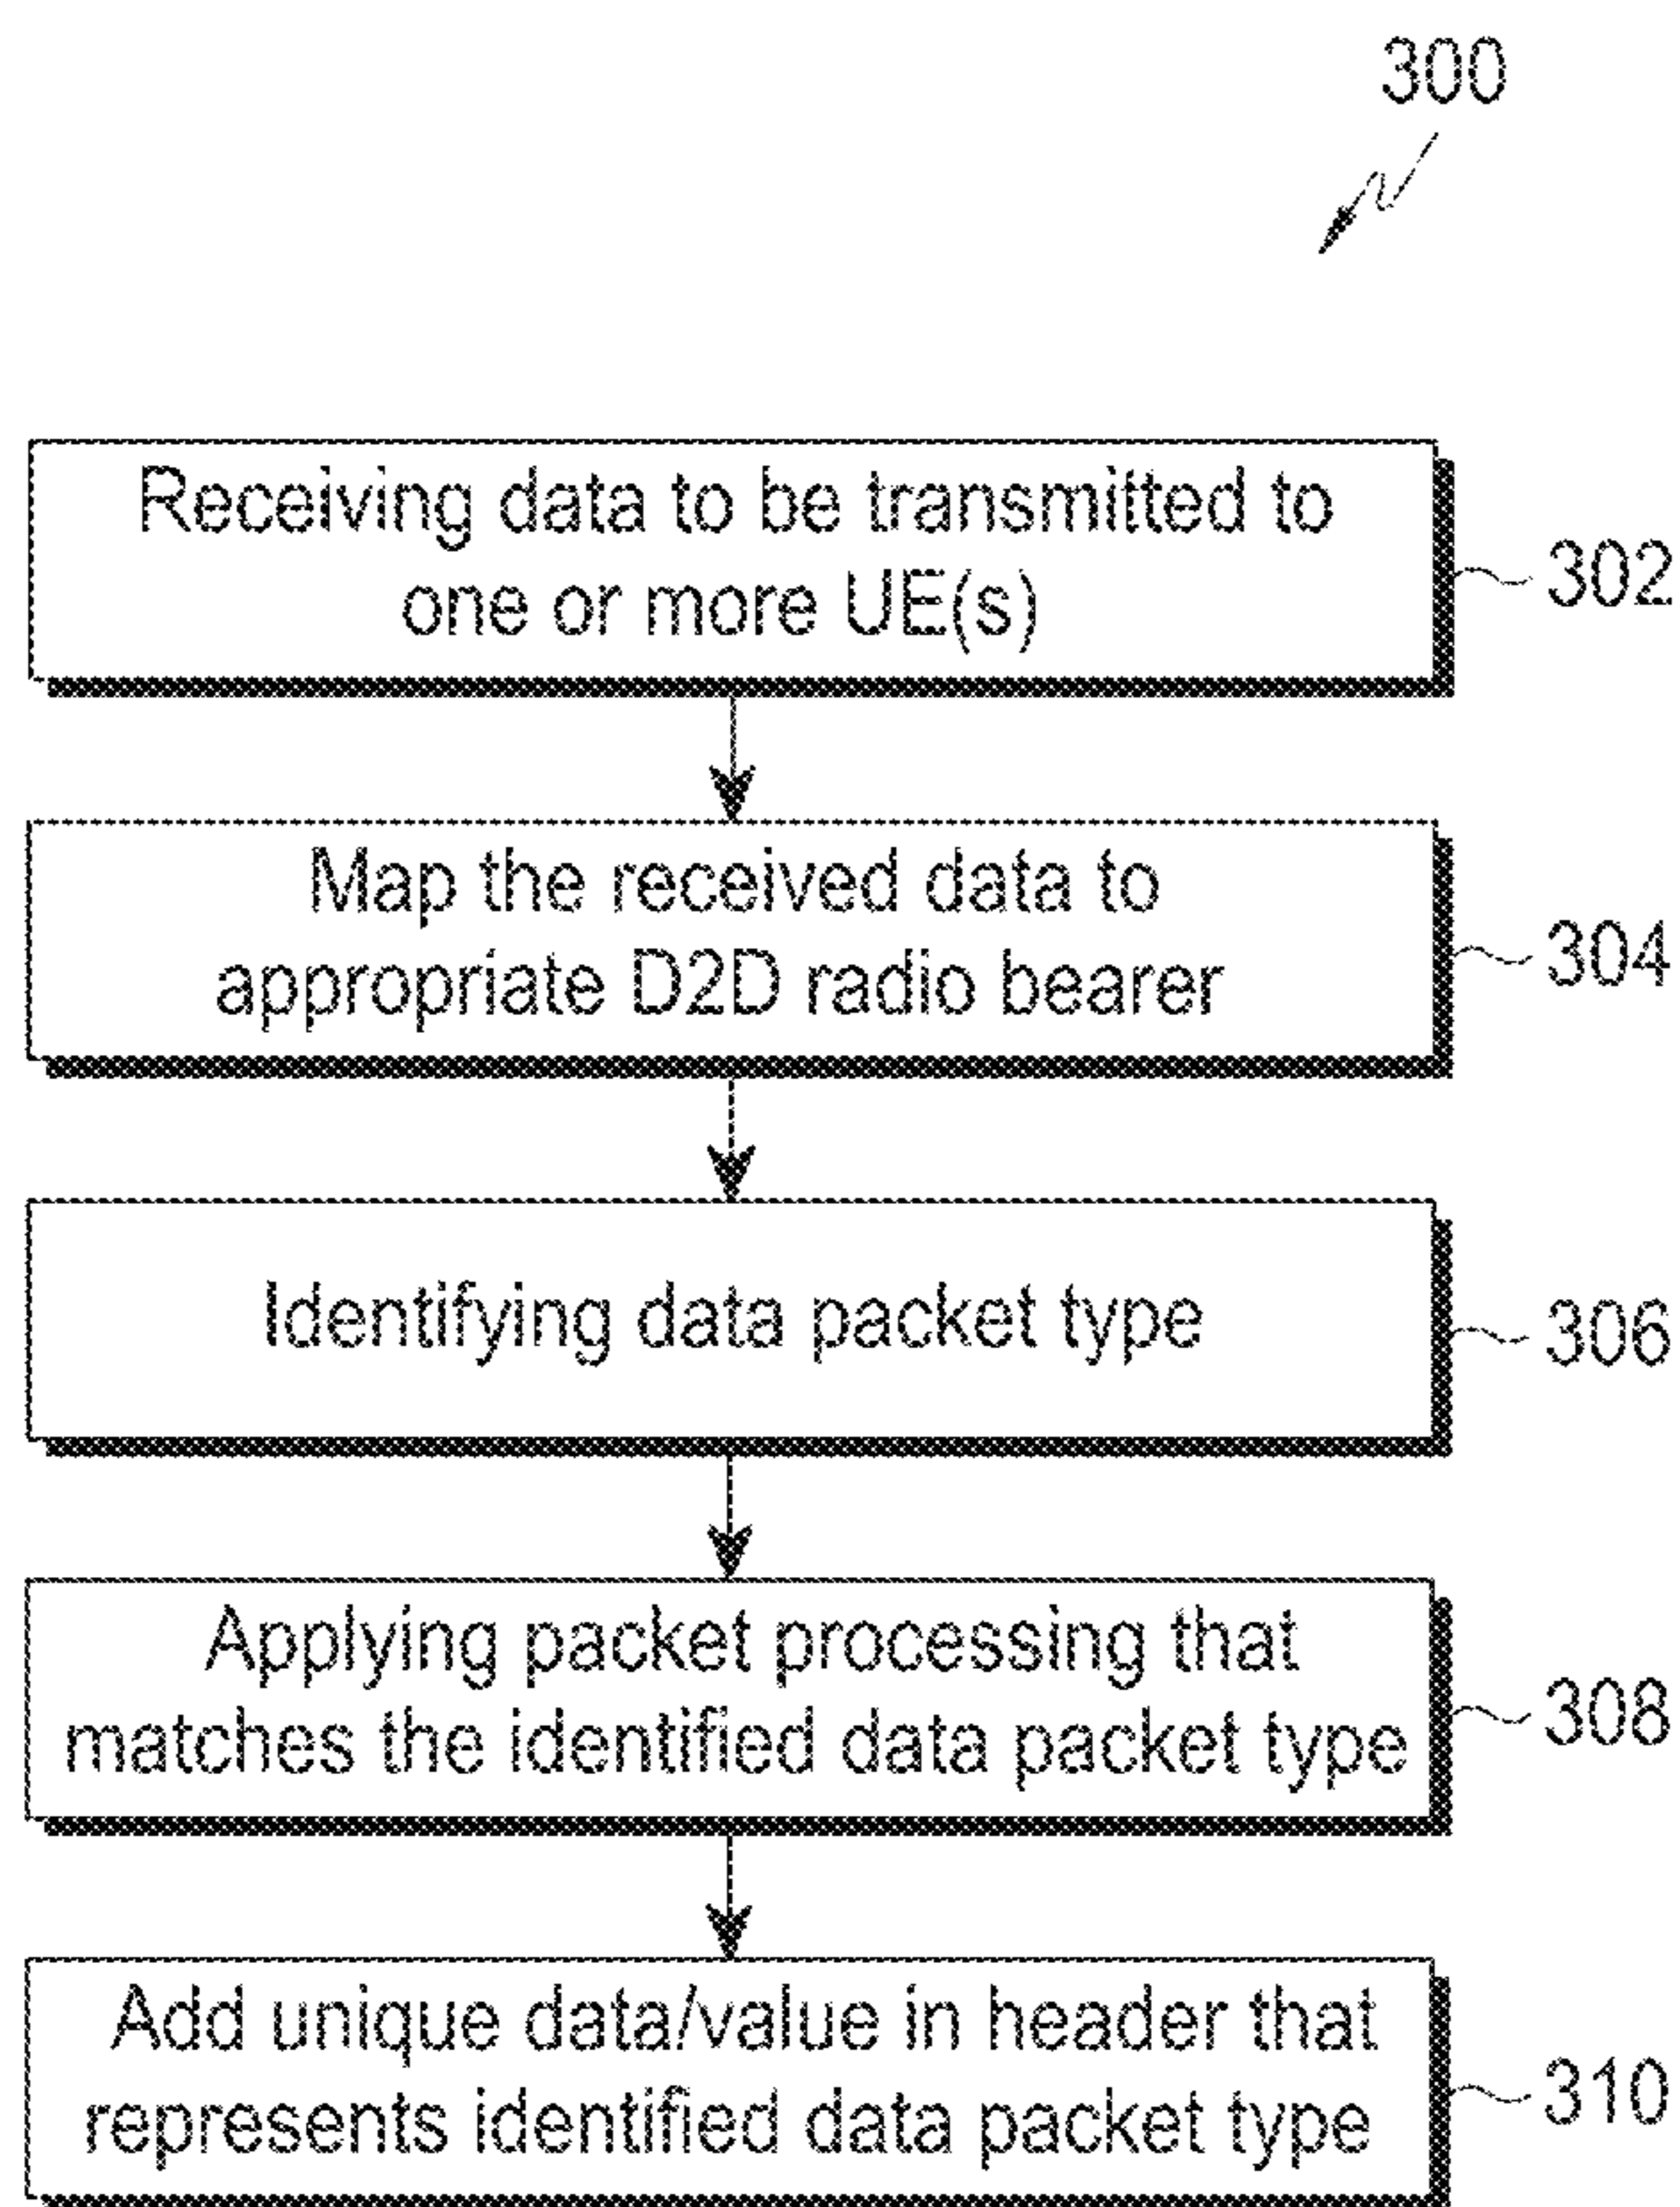 300
Receiving data to be transmitted to
one or more UE(s)
302
Map the received data to
appropriate D2D radio bearer
304
Identifying data packet type
306
Applying packet processing that
matches the identified data packet type
308
Add unique data/value in header that
represents identified data packet type
310